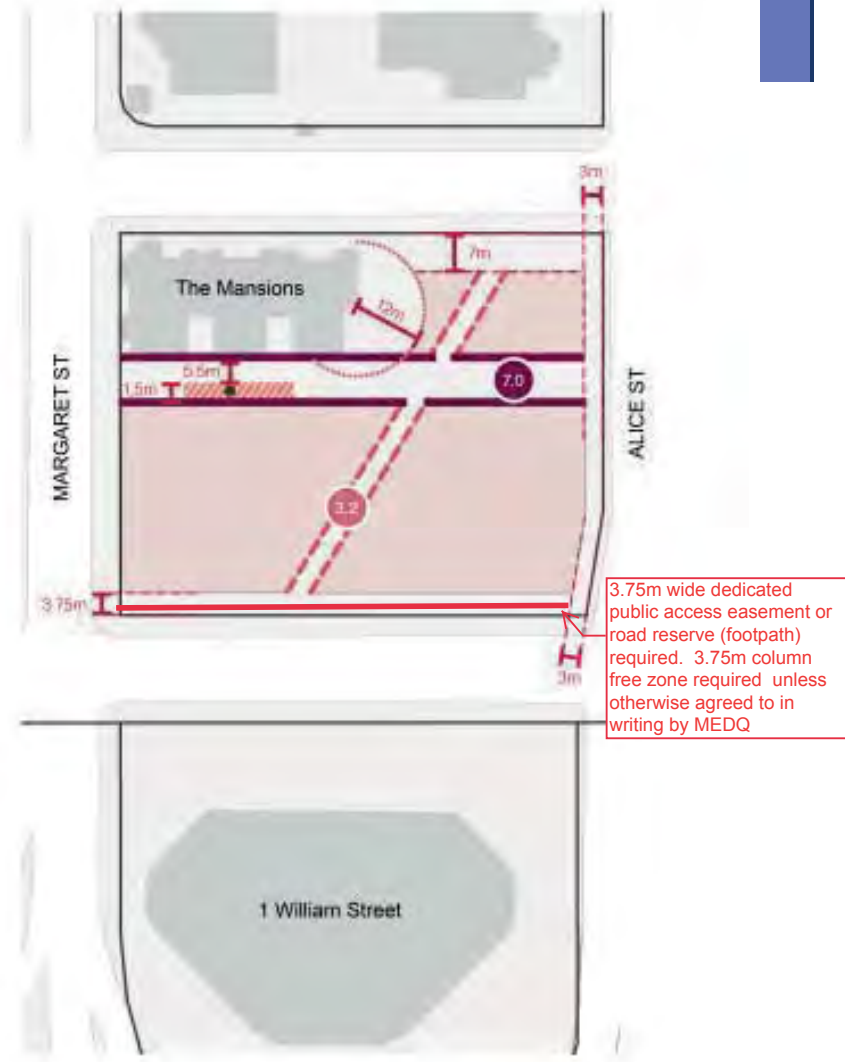 3m
7m
The Mansions
12m
5.5m
1.5m
7.0
MARGARET ST
ALICE ST
3.2
3.75m
3.75m wide dedicated
public access easement or
road reserve (footpath)
required. 3.75m column
free zone required unless
otherwise agreed to in
writing by MEDQ
3m
1 William Street